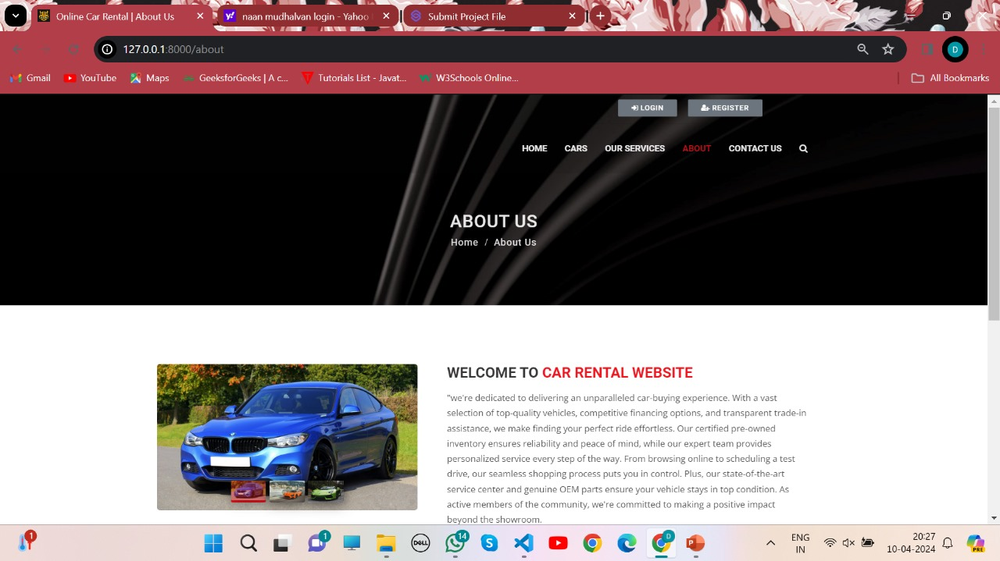 Online Car Rental | About Us
naan mudhalvan login - Yahoo
Submit Project File
127.0.0.1:8000/about
D
Gmail
YouTube
Maps
GeeksforGeeks | A c...
Tutorials List - Javat...
W3Schools Online...
All Bookmarks
LOGIN
REGISTER
HOME
CARS
OUR SERVICES
ABOUT
CONTACT US
ABOUT US
Home / About Us
WELCOME TO CAR RENTAL WEBSITE
"we're dedicated to delivering an unparalleled car-buying experience. With a vast
selection of top-quality vehicles, competitive financing options, and transparent trade-in
assistance, we make finding your perfect ride effortless. Our certified pre-owned
inventory ensures reliability and peace of mind, while our expert team provides
personalized service every step of the way. From browsing online to scheduling a test
drive, our seamless shopping process puts you in control. Plus, our state-of-the-art
service center and genuine OEM parts ensure your vehicle stays in top condition. As
active members of the community, we're committed to making a positive impact
beyond the showroom.
1
1
DELL
14
D
ENG
IN
20:27
10-04-2024
PRE